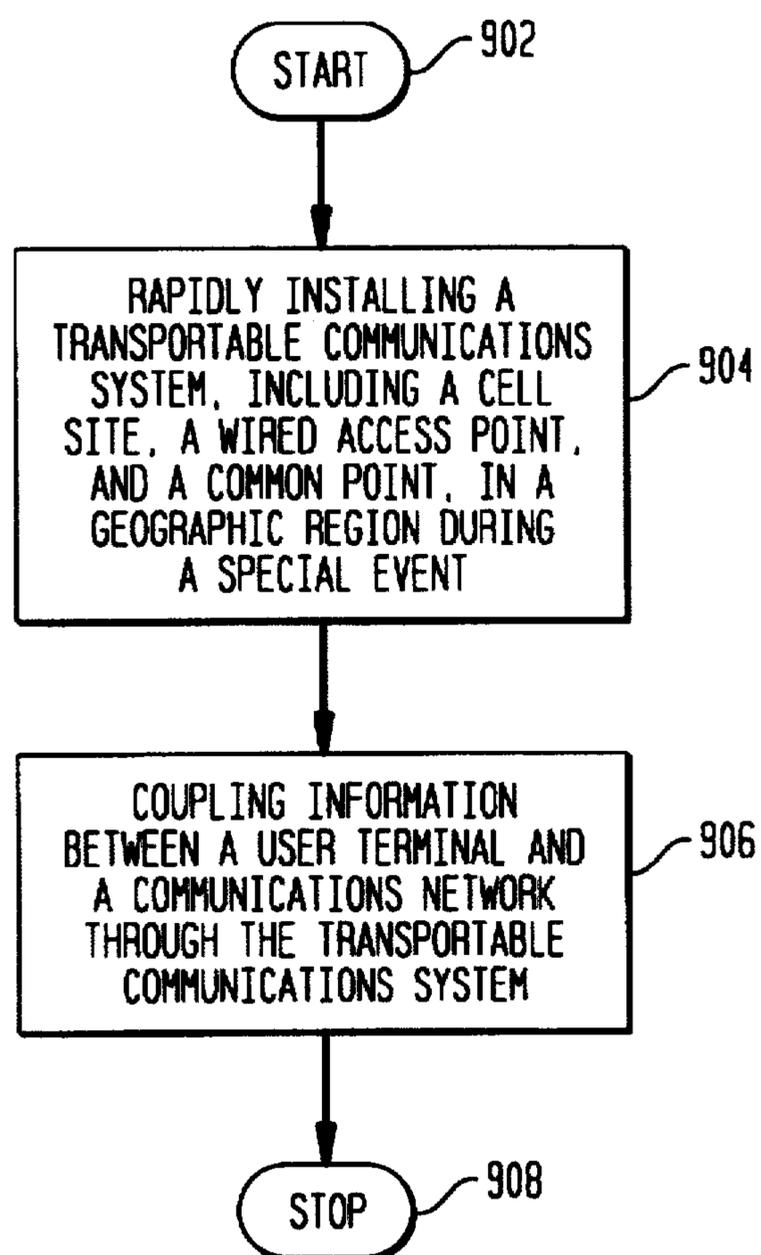 START
902
RAPIDLY INSTALLING A
TRANSPORTABLE COMMUNICATIONS
SYSTEM, INCLUDING A CELL
SITE, A WIRED ACCESS POINT,
AND A COMMON POINT, IN A
GEOGRAPHIC REGION DURING
A SPECIAL EVENT
904
COUPLING INFORMATION
BETWEEN A USER TERMINAL AND
A COMMUNICATIONS NETWORK
THROUGH THE TRANSPORTABLE
COMMUNICATIONS SYSTEM
906
STOP
908